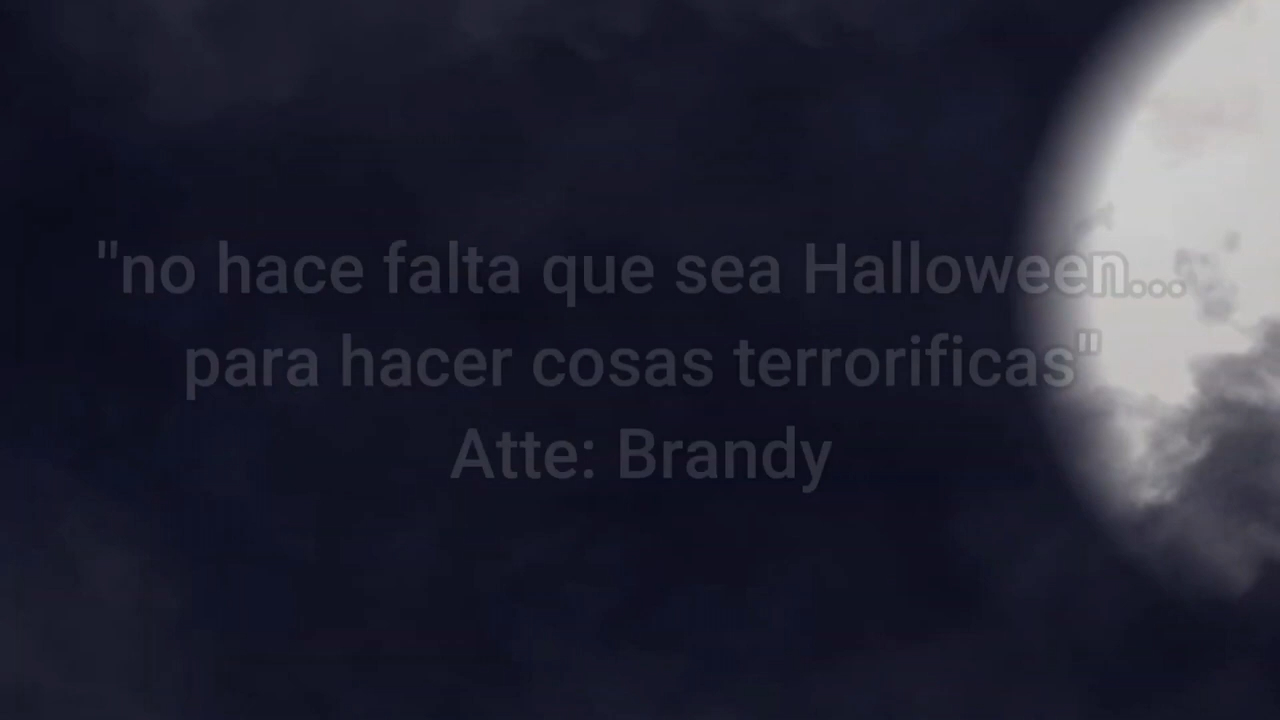 "no hace falta que sea Halloween...
para hacer cosas terrorificas"
Atte: Brandy